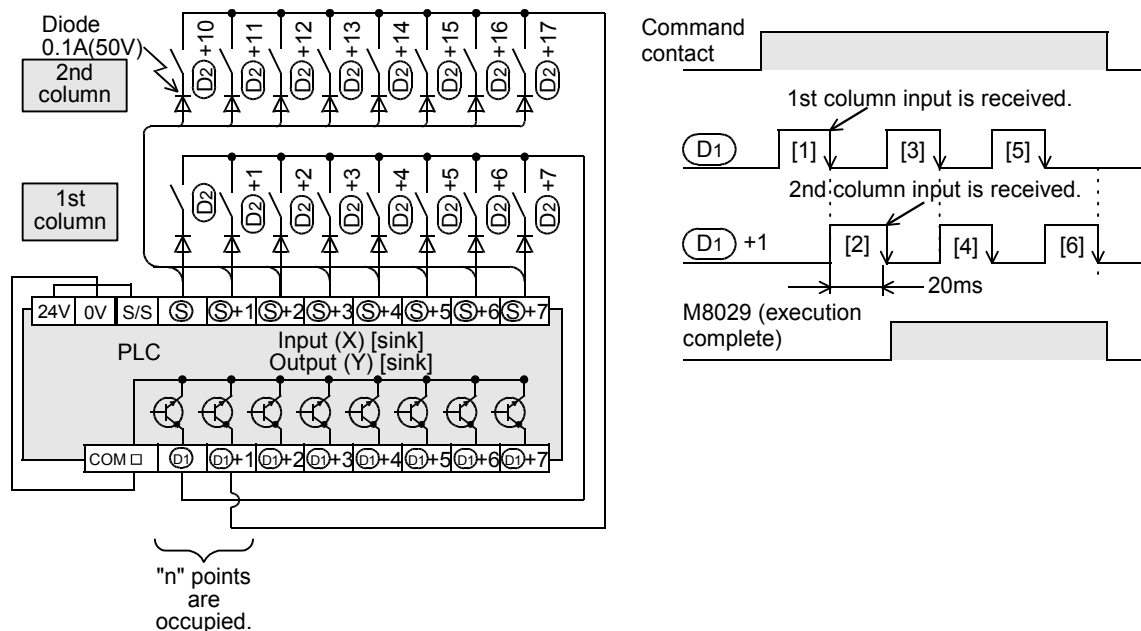 Diode
0.1A(50V)
2nd
column
D2 +10
D2 +11
D2 +12
D2 +13
D2 +14
D2 +15
D2 +16
D2 +17
1st
column
D2
D2 +1
D2 +2
D2 +3
D2 +4
D2 +5
D2 +6
D2 +7
24V 0V S/S S S+1 S+2 S+3 S+4 S+5 S+6 S+7
PLC
Input (X) [sink]
Output (Y) [sink]
COM □ D1 D1+1 D1+2 D1+3 D1+4 D1+5 D1+6 D1+7
"n" points
are
occupied.
Command
contact
1st column input is received.
D1 [1] [3] [5]
2nd column input is received.
D1 +1 [2] [4] [6]
20ms
M8029 (execution
complete)